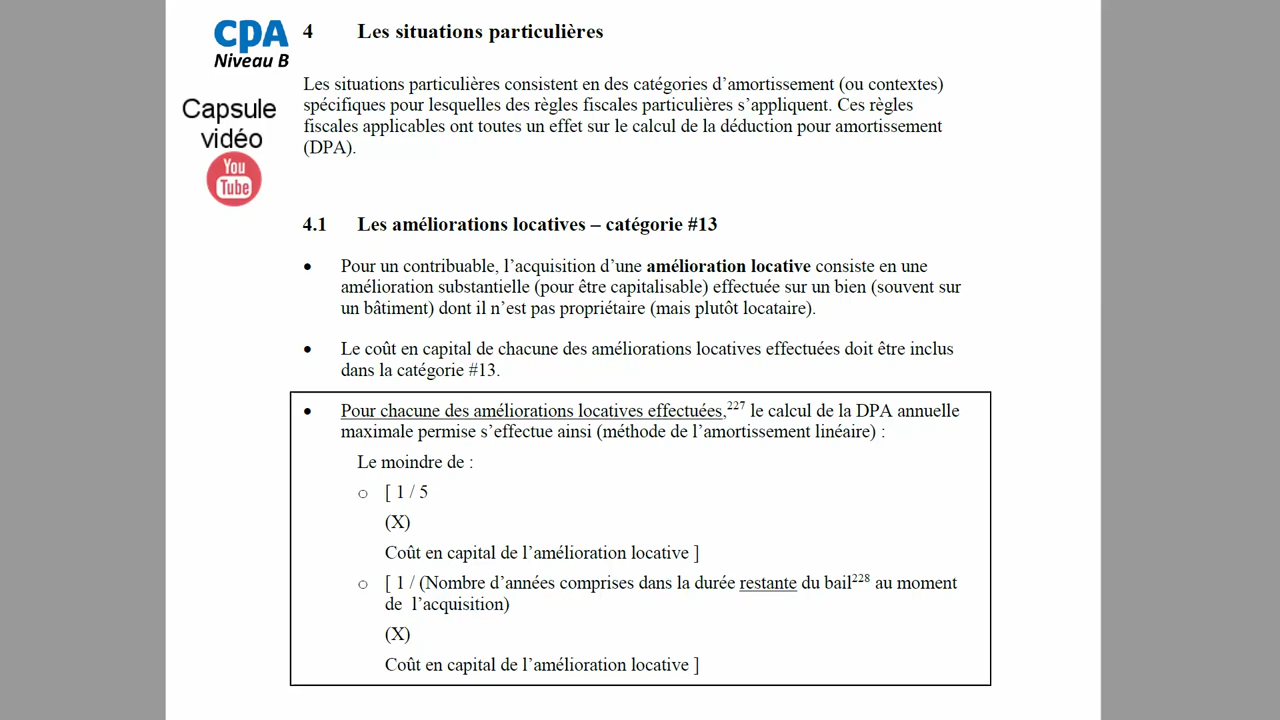 CPA
Niveau B
Capsule
vidéo
You
Tube
4 Les situations particulières
Les situations particulières consistent en des catégories d’amortissement (ou contextes)
spécifiques pour lesquelles des règles fiscales particulières s’appliquent. Ces règles
fiscales applicables ont toutes un effet sur le calcul de la déduction pour amortissement
(DPA).
4.1 Les améliorations locatives – catégorie #13
• Pour un contribuable, l’acquisition d’une amélioration locative consiste en une
amélioration substantielle (pour être capitalisable) effectuée sur un bien (souvent sur
un bâtiment) dont il n’est pas propriétaire (mais plutôt locataire).
• Le coût en capital de chacune des améliorations locatives effectuées doit être inclus
dans la catégorie #13.
• Pour chacune des améliorations locatives effectuées,227 le calcul de la DPA annuelle
maximale permise s’effectue ainsi (méthode de l’amortissement linéaire) :
Le moindre de :
o [ 1 / 5
(X)
Coût en capital de l’amélioration locative ]
o [ 1 / (Nombre d’années comprises dans la durée restante du bail228 au moment
de l’acquisition)
(X)
Coût en capital de l’amélioration locative ]